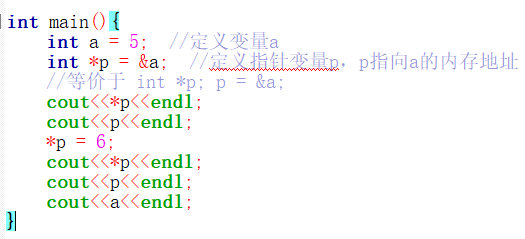 int main(){
    int a = 5;  //定义变量a
    int *p = &a;  //定义指针变量p，p指向a的内存地址
    //等价于 int *p; p = &a;
    cout<<*p<<endl;
    cout<<p<<endl;
    *p = 6;
    cout<<*p<<endl;
    cout<<p<<endl;
    cout<<a<<endl;
}